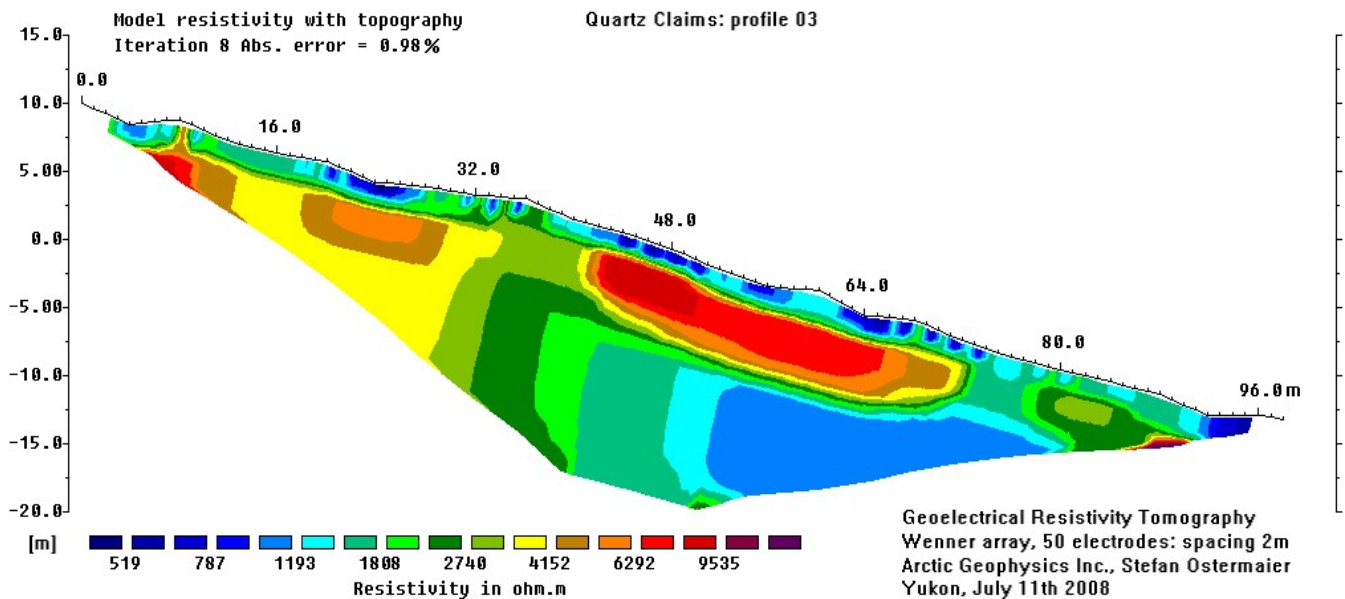 Model resistivity with topography
Quartz Claims: profile 03
Iteration 8 Abs. error = 0.98%
15.0
0.0
10.0
16.0
5.00
32.0
48.0
0.0
64.0
-5.00
80.0
-10.0
96.0 m
-15.0
-20.0
[m]
519 787 1193 1808 2740 4152 6292 9535
Resistivity in ohm.m
Geoelectrical Resistivity Tomography
Wenner array, 50 electrodes: spacing 2m
Arctic Geophysics Inc., Stefan Ostermaier
Yukon, July 11th 2008